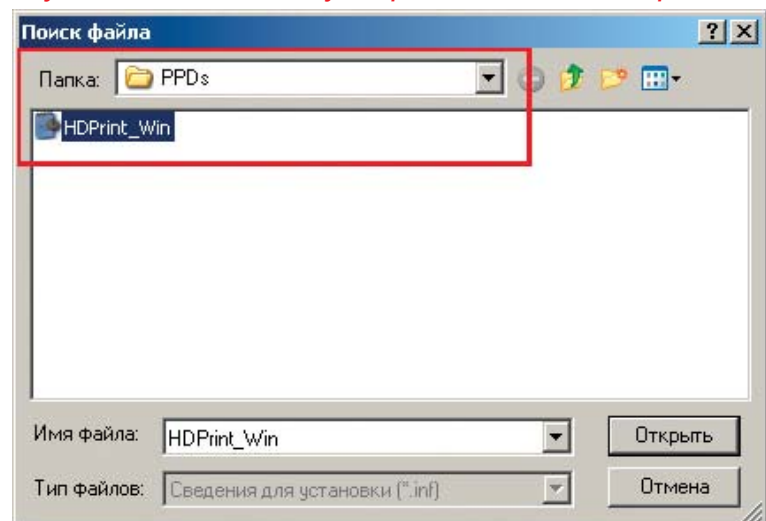 Поиск файла
Папка: PPDs
HDPrint_Win
Имя файла: HDPrint_Win Открыть
Тип файлов: Сведения для установки (*.inf) Отмена